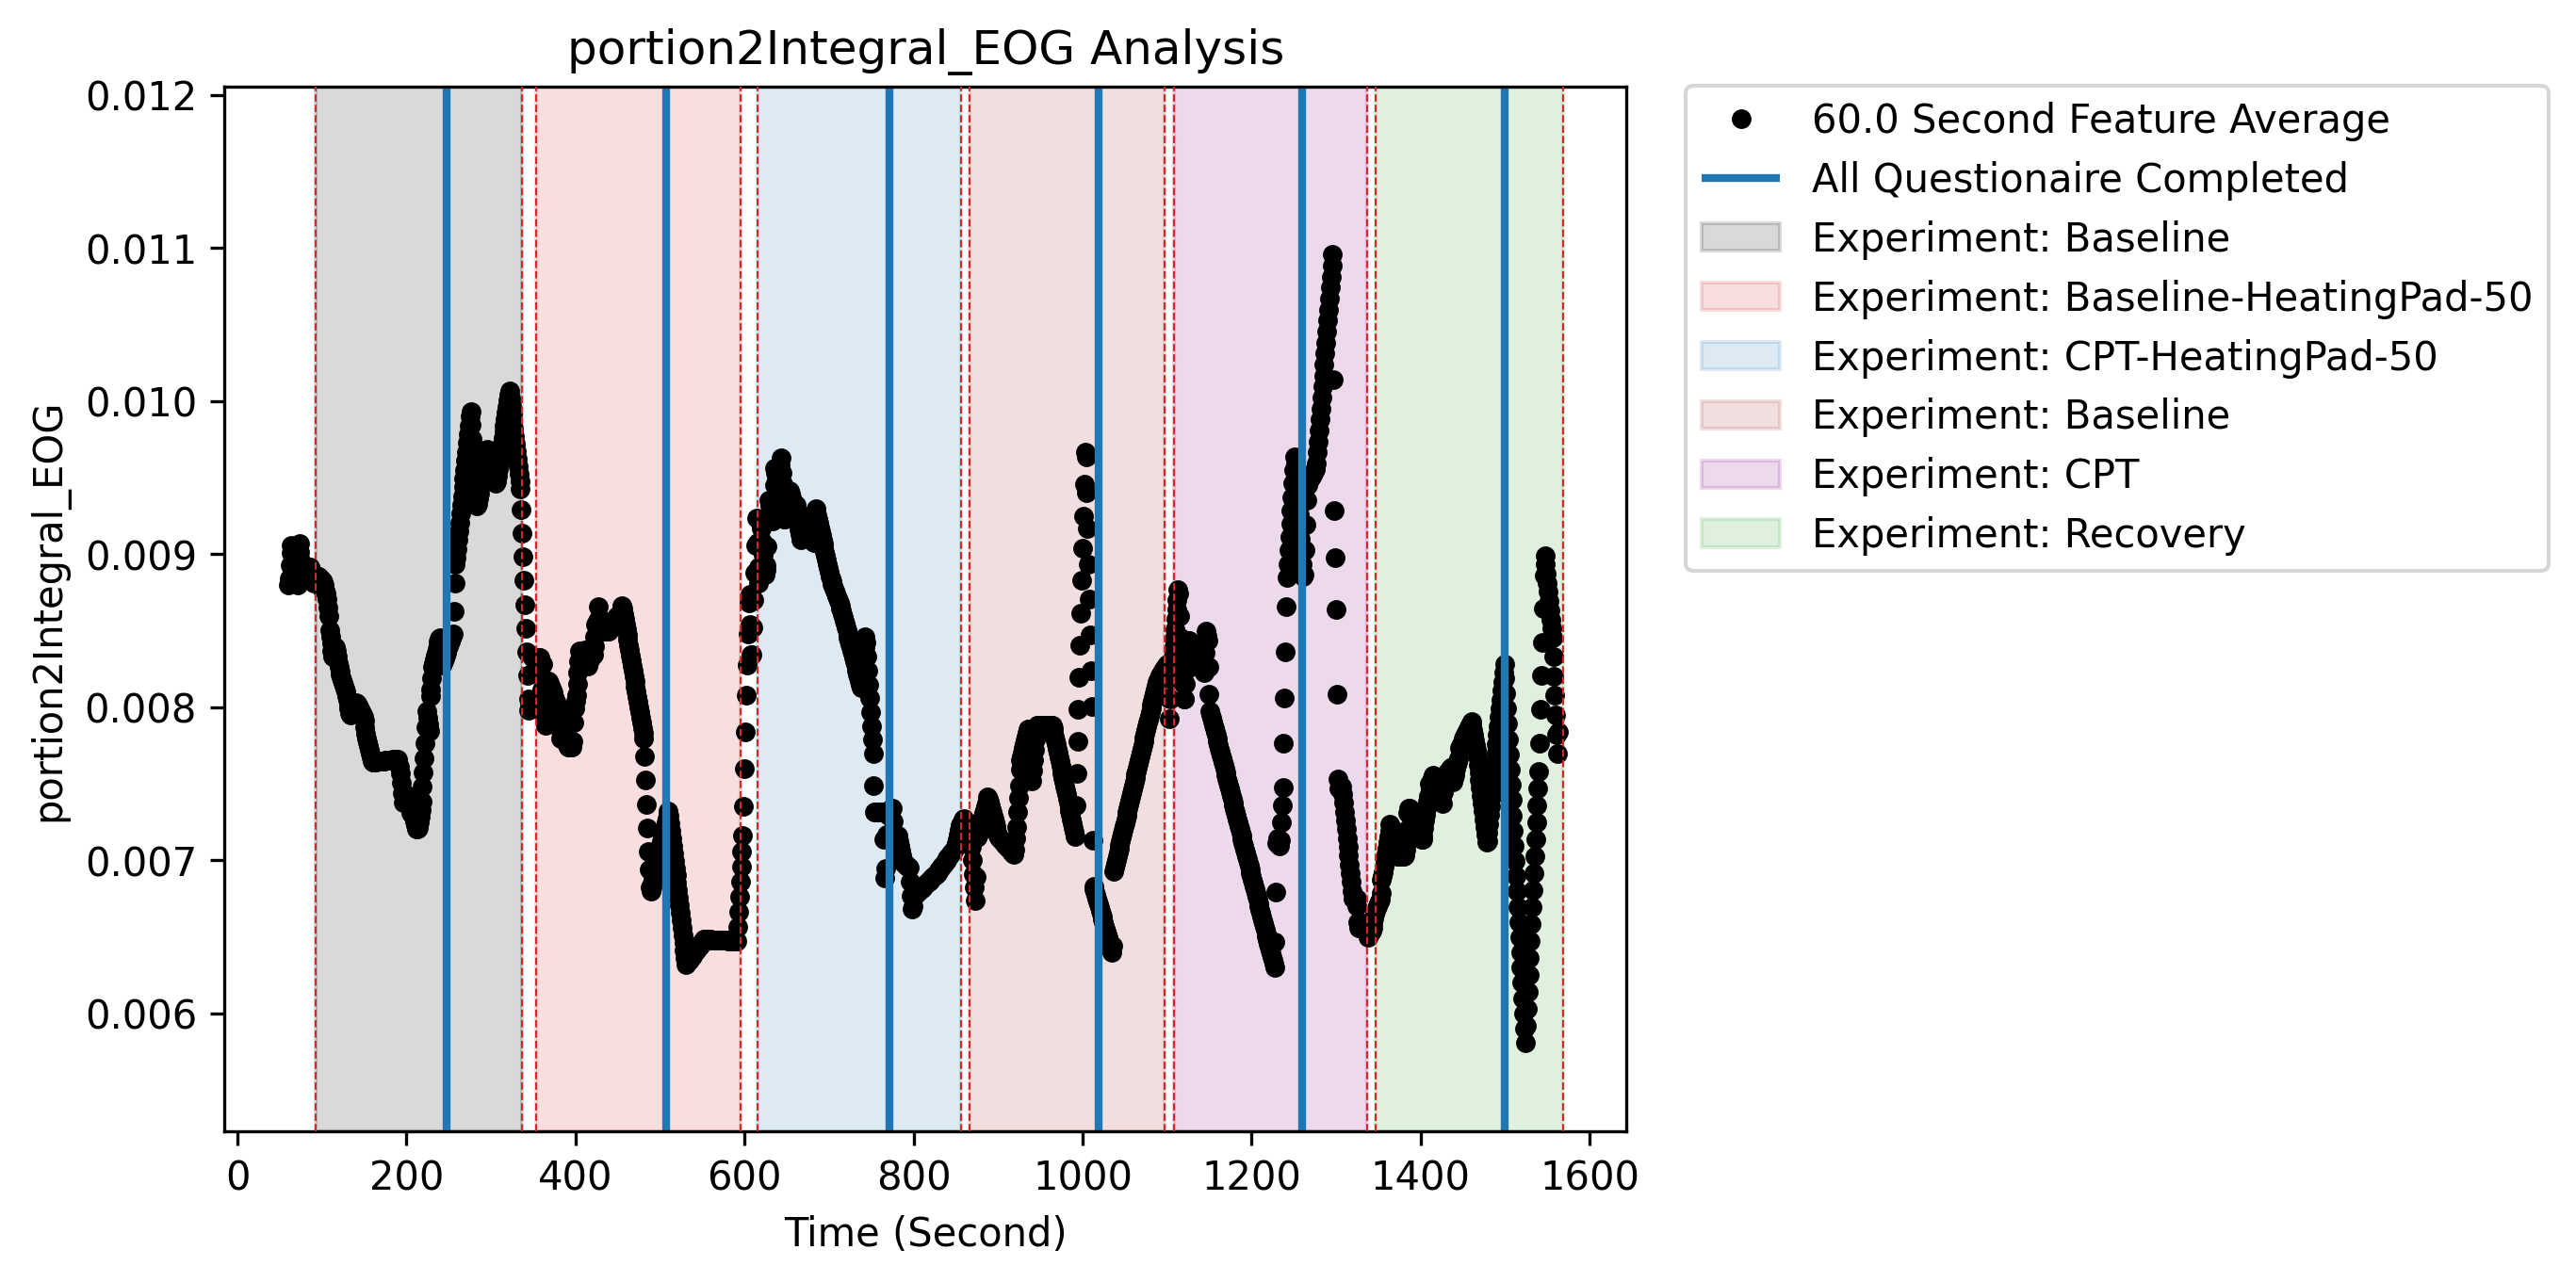 portion2Integral_EOG Analysis
0.012
0.011
0.010
0.009
0.008
0.007
0.006
portion2Integral_EOG
0 200 400 600 800 1000 1200 1400 1600
Time (Second)
60.0 Second Feature Average
All Questionaire Completed
Experiment: Baseline
Experiment: Baseline-HeatingPad-50
Experiment: CPT-HeatingPad-50
Experiment: Baseline
Experiment: CPT
Experiment: Recovery